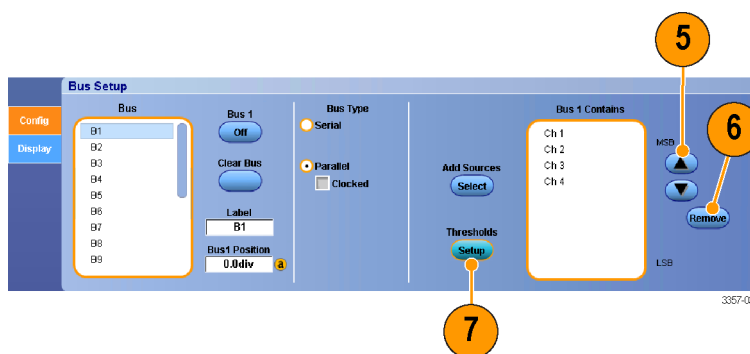 5
Bus Setup
Config
Display
Bus
B1
B2
B3
B4
B5
B6
B7
B8
B9
Bus 1
Off
Clear Bus
Label
B1
Bus1 Position
0.0div
a
Bus Type
Serial
Parallel
Clocked
Add Sources
Select
Thresholds
Setup
Bus 1 Contains
Ch 1
Ch 2
Ch 3
Ch 4
MSB
LSB
6
Remove
7